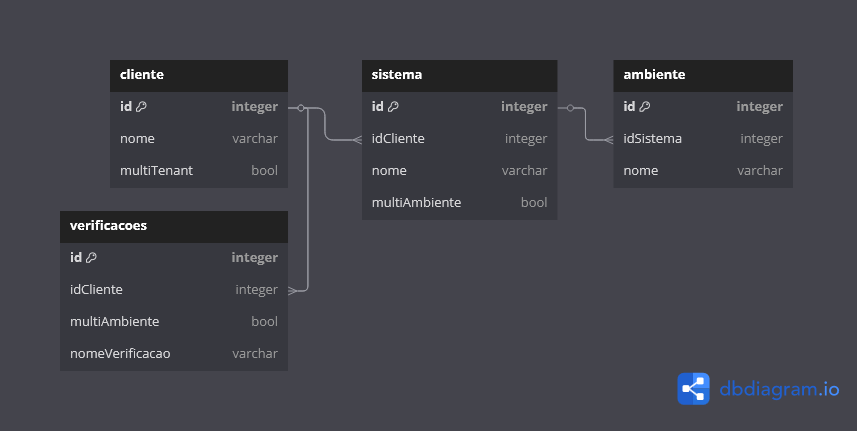 cliente
id integer
nome varchar
multiTenant bool
sistema
id integer
idCliente integer
nome varchar
multiAmbiente bool
ambiente
id integer
idSistema integer
nome varchar
verificacoes
id integer
idCliente integer
multiAmbiente bool
nomeVerificacao varchar
dbdiagram.io